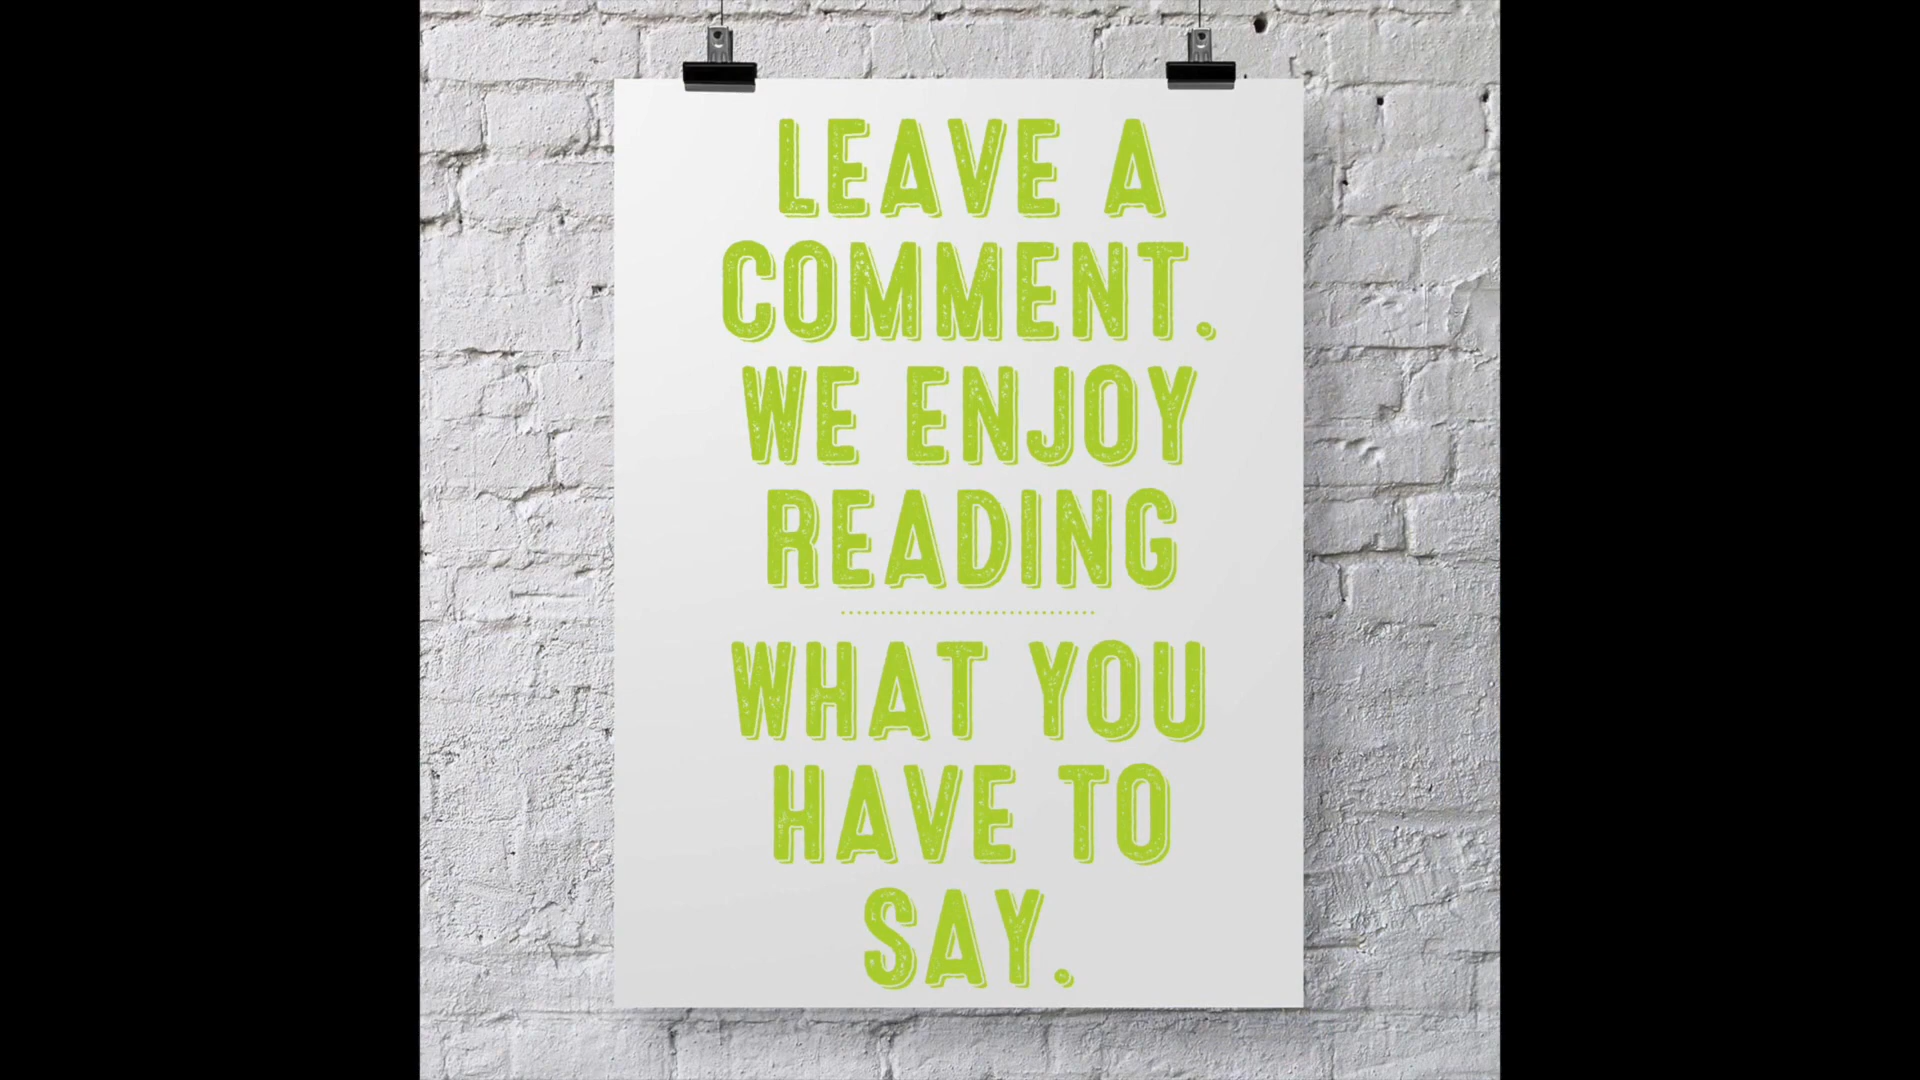 LEAVE A
COMMENT.
WE ENJOY
READING
WHAT YOU
HAVE TO
SAY.